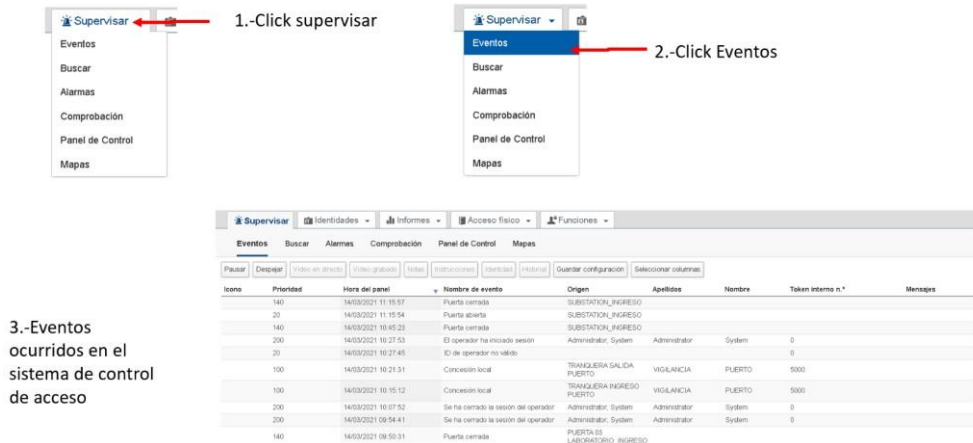 Supervisar
1.-Click supervisar
Eventos
Buscar
Alarmas
Comprobación
Panel de Control
Mapas
Supervisar
2.-Click Eventos
Eventos
Buscar
Alarmas
Comprobación
Panel de Control
Mapas
3.-Eventos
ocurridos en el
sistema de control
de acceso
Supervisar Identidades Informes Acceso físico Funciones
Eventos Buscar Alarmas Comprobación Panel de Control Mapas
Pausar Despejar Vídeo en directo Vídeo grabado Notas Instrucciones Identidad Historial Guardar configuración Seleccionar columnas
Icono Prioridad Hora del panel Nombre de evento Origen Apellidos Nombre Token interno n.º Mensajes
140 14/03/2021 11:15:57 Puerta cerrada SUBSTATION_INGRESO
20 14/03/2021 11:15:54 Puerta abierta SUBSTATION_INGRESO
140 14/03/2021 10:45:23 Puerta cerrada SUBSTATION_INGRESO
200 14/03/2021 10:27:53 El operador ha iniciado sesión Administrator, System Administrator System 0
20 14/03/2021 10:27:45 ID de operador no válido 0
100 14/03/2021 10:21:31 Concesión local TRANQUERA SALIDA PUERTO VIGILANCIA PUERTO 5000
100 14/03/2021 10:15:12 Concesión local TRANQUERA INGRESO PUERTO VIGILANCIA PUERTO 5000
200 14/03/2021 10:07:52 Se ha cerrado la sesión del operador Administrator, System Administrator System 0
200 14/03/2021 09:54:41 Se ha cerrado la sesión del operador Administrator, System Administrator System 0
140 14/03/2021 09:50:31 Puerta cerrada PUERTA 03 LABORATORIO_INGRESO